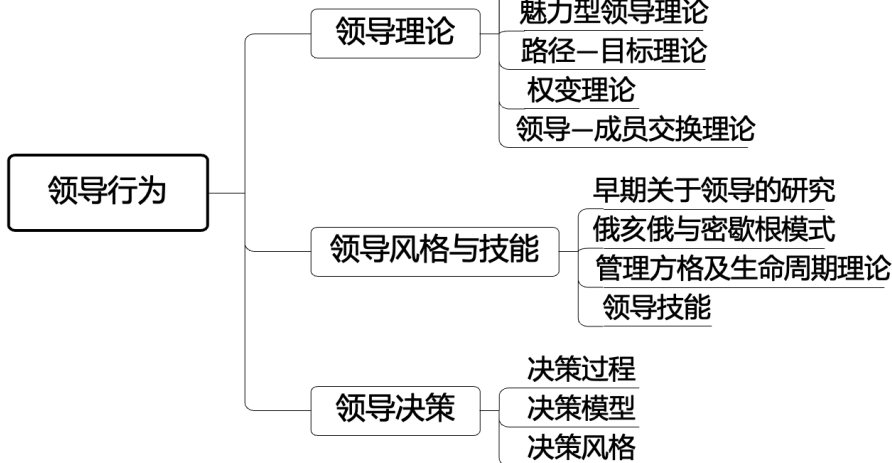 领导行为
领导理论
魅力型领导理论
路径—目标理论
权变理论
领导—成员交换理论
领导风格与技能
早期关于领导的研究
俄亥俄与密歇根模式
管理方格及生命周期理论
领导技能
领导决策
决策过程
决策模型
决策风格